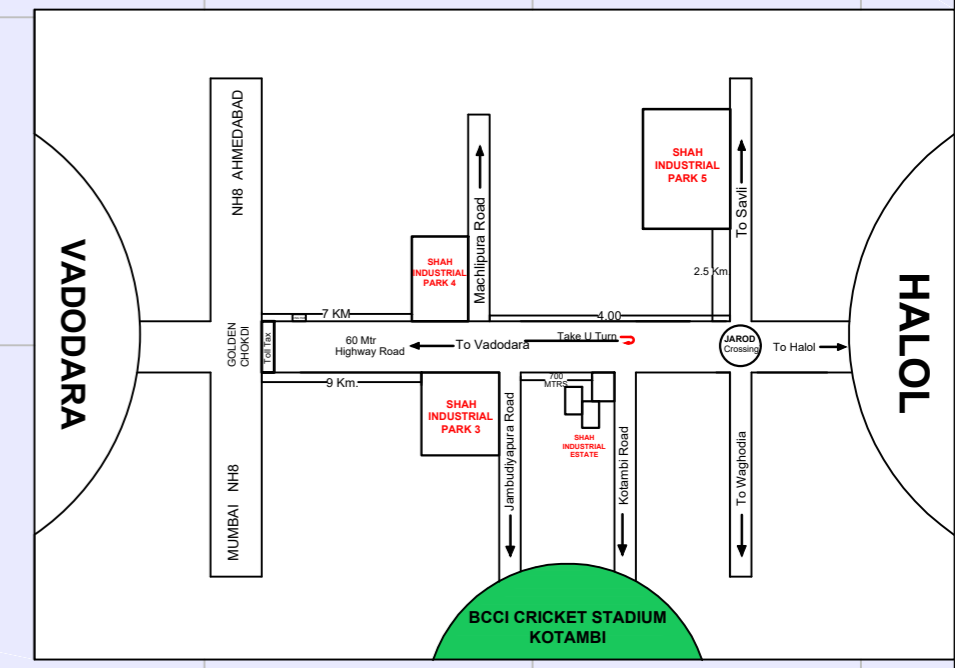 VADODARA
NH8 AHMEDABAD
GOLDEN
CHOKDI
MUMBAI NH8
Toll Tax
7 KM
60 Mtr
Highway Road
9 Km.
SHAH
INDUSTRIAL
PARK 4
Machlipura Road
To Vadodara
Take U Turn
4.00
SHAH
INDUSTRIAL
PARK 5
2.5 Km.
To Savli
JAROD
Crossing
To Halol
HALOL
SHAH
INDUSTRIAL
PARK 3
Jambudiyapura Road
700
MTRS
SHAH
INDUSTRIAL
ESTATE
Kotambi Road
To Waghodia
BCCI CRICKET STADIUM
KOTAMBI